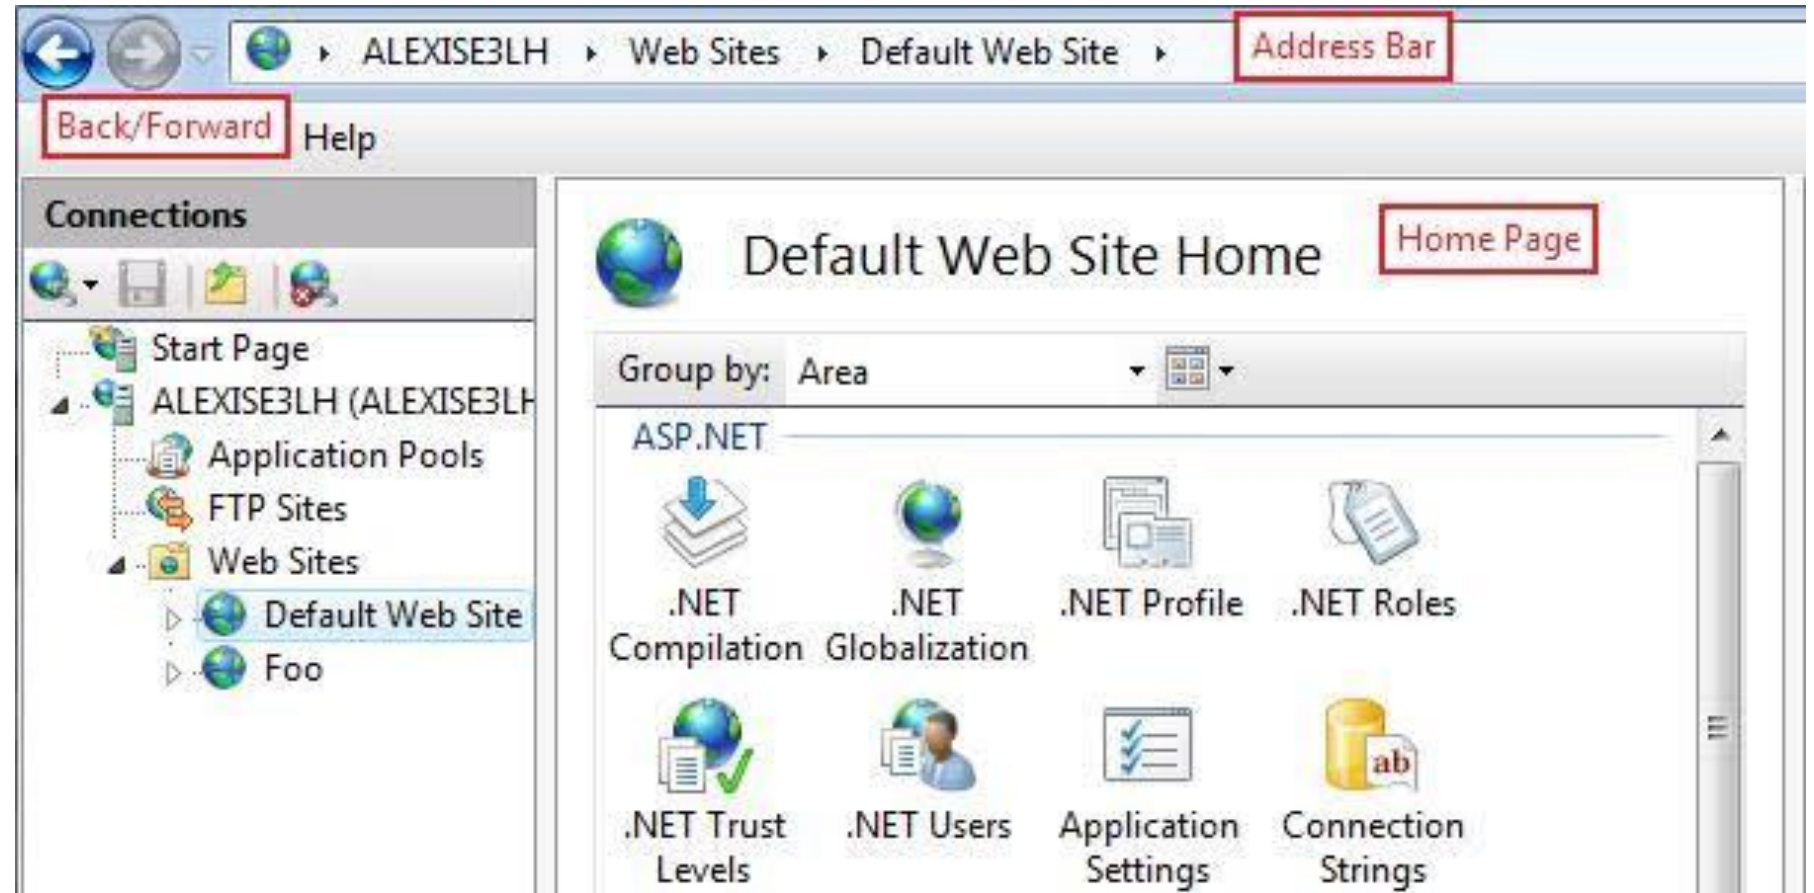 ALEXISE3LH Web Sites Default Web Site Address Bar
Back/Forward Help
Connections
Start Page
ALEXISE3LH (ALEXISE3LH
Application Pools
FTP Sites
Web Sites
Default Web Site
Foo
Default Web Site Home Home Page
Group by: Area
ASP.NET
.NET
Compilation
.NET
Globalization
.NET Profile
.NET Roles
.NET Trust
Levels
.NET Users
Application
Settings
ab
Connection
Strings